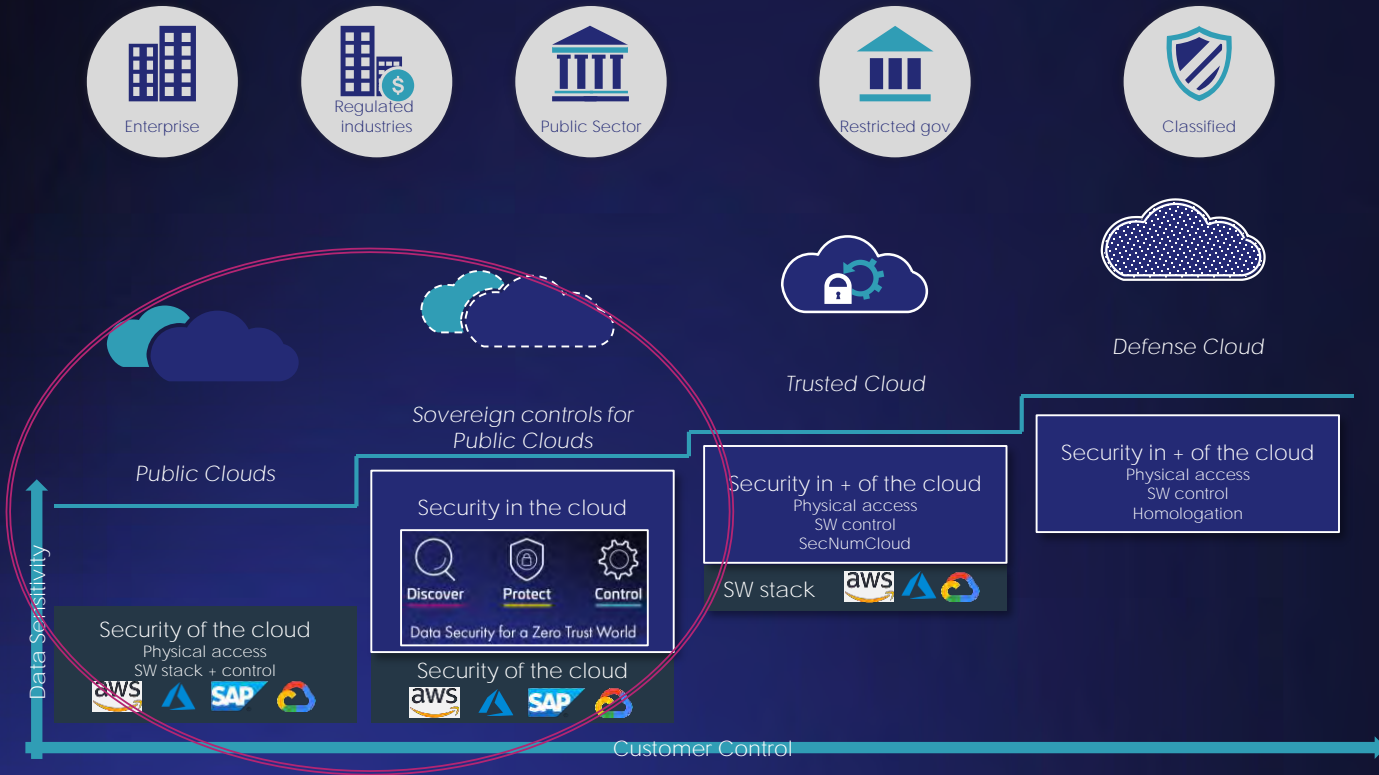 Enterprise
Regulated
industries
$
Public Sector
Restricted gov
Classified
Defense Cloud
Trusted Cloud
Sovereign controls for
Public Clouds
Public Clouds
Security in + of the cloud
Physical access
SW control
Homologation
Security in + of the cloud
Physical access
SW control
SecNumCloud
SW stack
aws
Security in the cloud
Discover
Protect
Control
Data Security for a Zero Trust World
Security of the cloud
aws
SAP
Security of the cloud
Physical access
SW stack + control
aws
SAP
Data Sensitivity
Customer Control